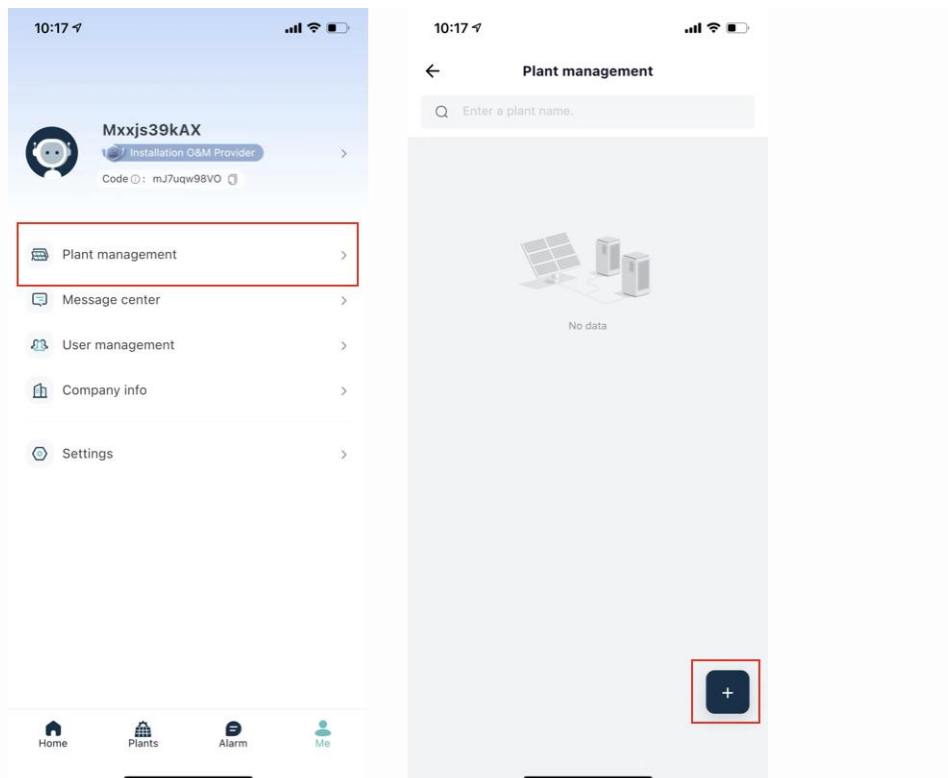 10:17
Mxxjs39kAX
Installation O&M Provider
Code : mJ7uqw98VO
Plant management
Message center
User management
Company info
Settings
Home
Plants
Alarm
Me
10:17
Plant management
Enter a plant name.
No data
+